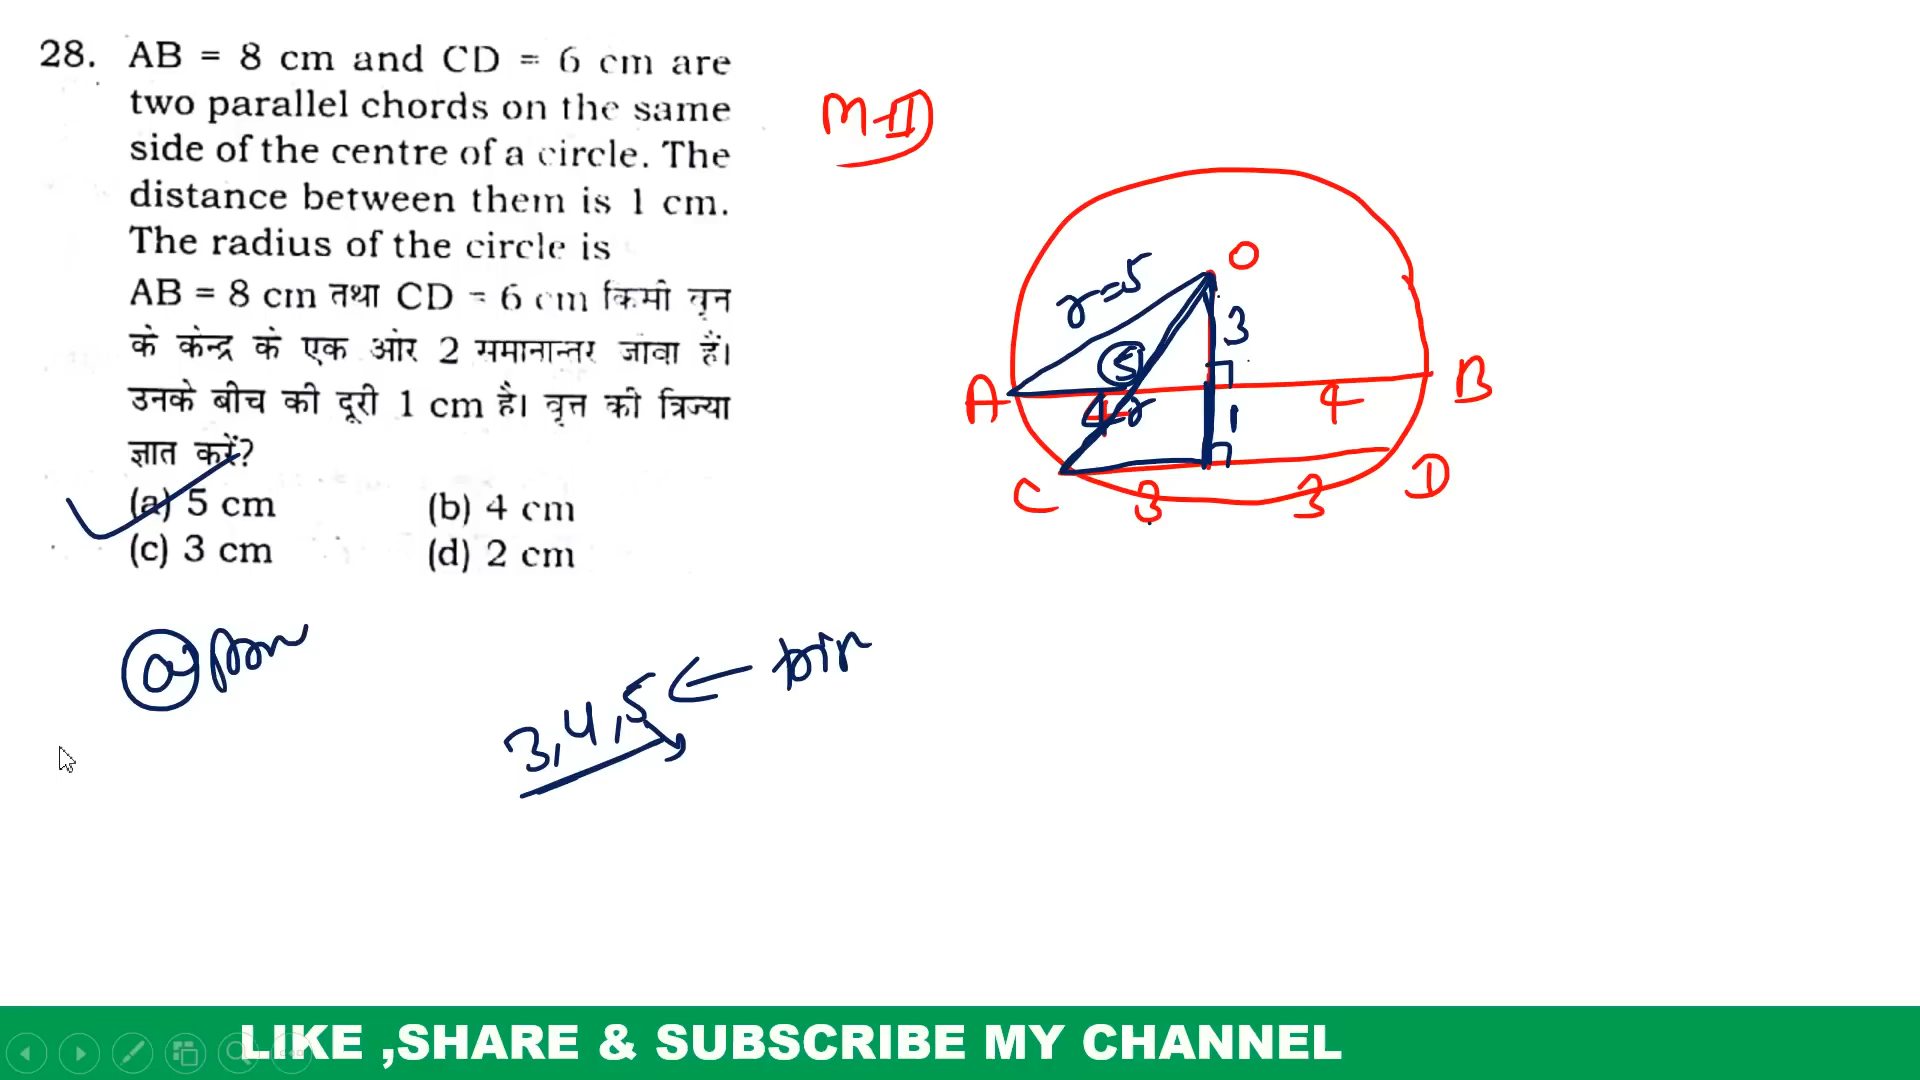 28. AB = 8 cm and CD = 6 cm are
two parallel chords on the same
side of the centre of a circle. The
distance between them is 1 cm.
The radius of the circle is
AB = 8 cm तथा CD = 6 cm किसी वृत्त
के केन्द्र के एक ओर 2 समानान्तर जीवा हैं।
उनके बीच की दूरी 1 cm है। वृत्त की त्रिज्या
ज्ञात करें?
(a) 5 cm (b) 4 cm
(c) 3 cm (d) 2 cm
M-II
O
r=5
3
5
A
B
4
r
1
4
C
3
3
D
a
3,4,5
LIKE ,SHARE & SUBSCRIBE MY CHANNEL